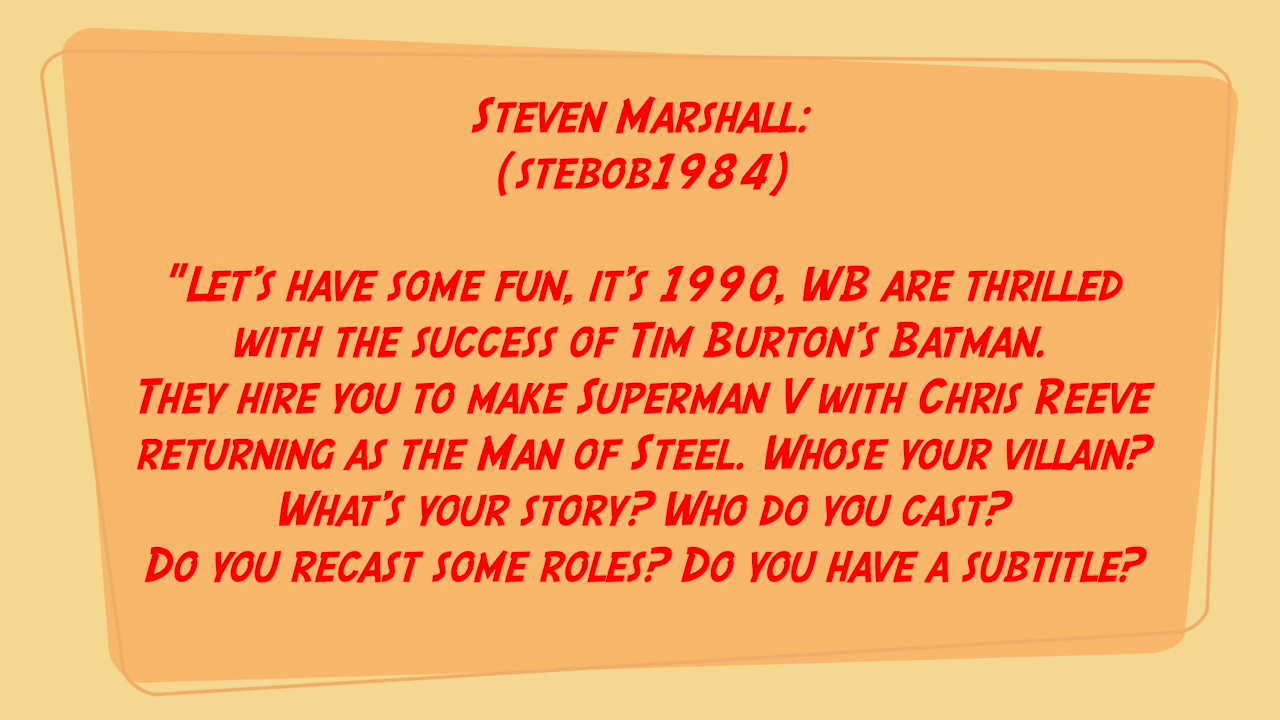 Steven Marshall:
(stebob1984)
"Let's have some fun, it's 1990, WB are thrilled
with the success of Tim Burton's Batman.
They hire you to make Superman V with Chris Reeve
returning as the Man of Steel. Whose your villain?
What's your story? Who do you cast?
Do you recast some roles? Do you have a subtitle?